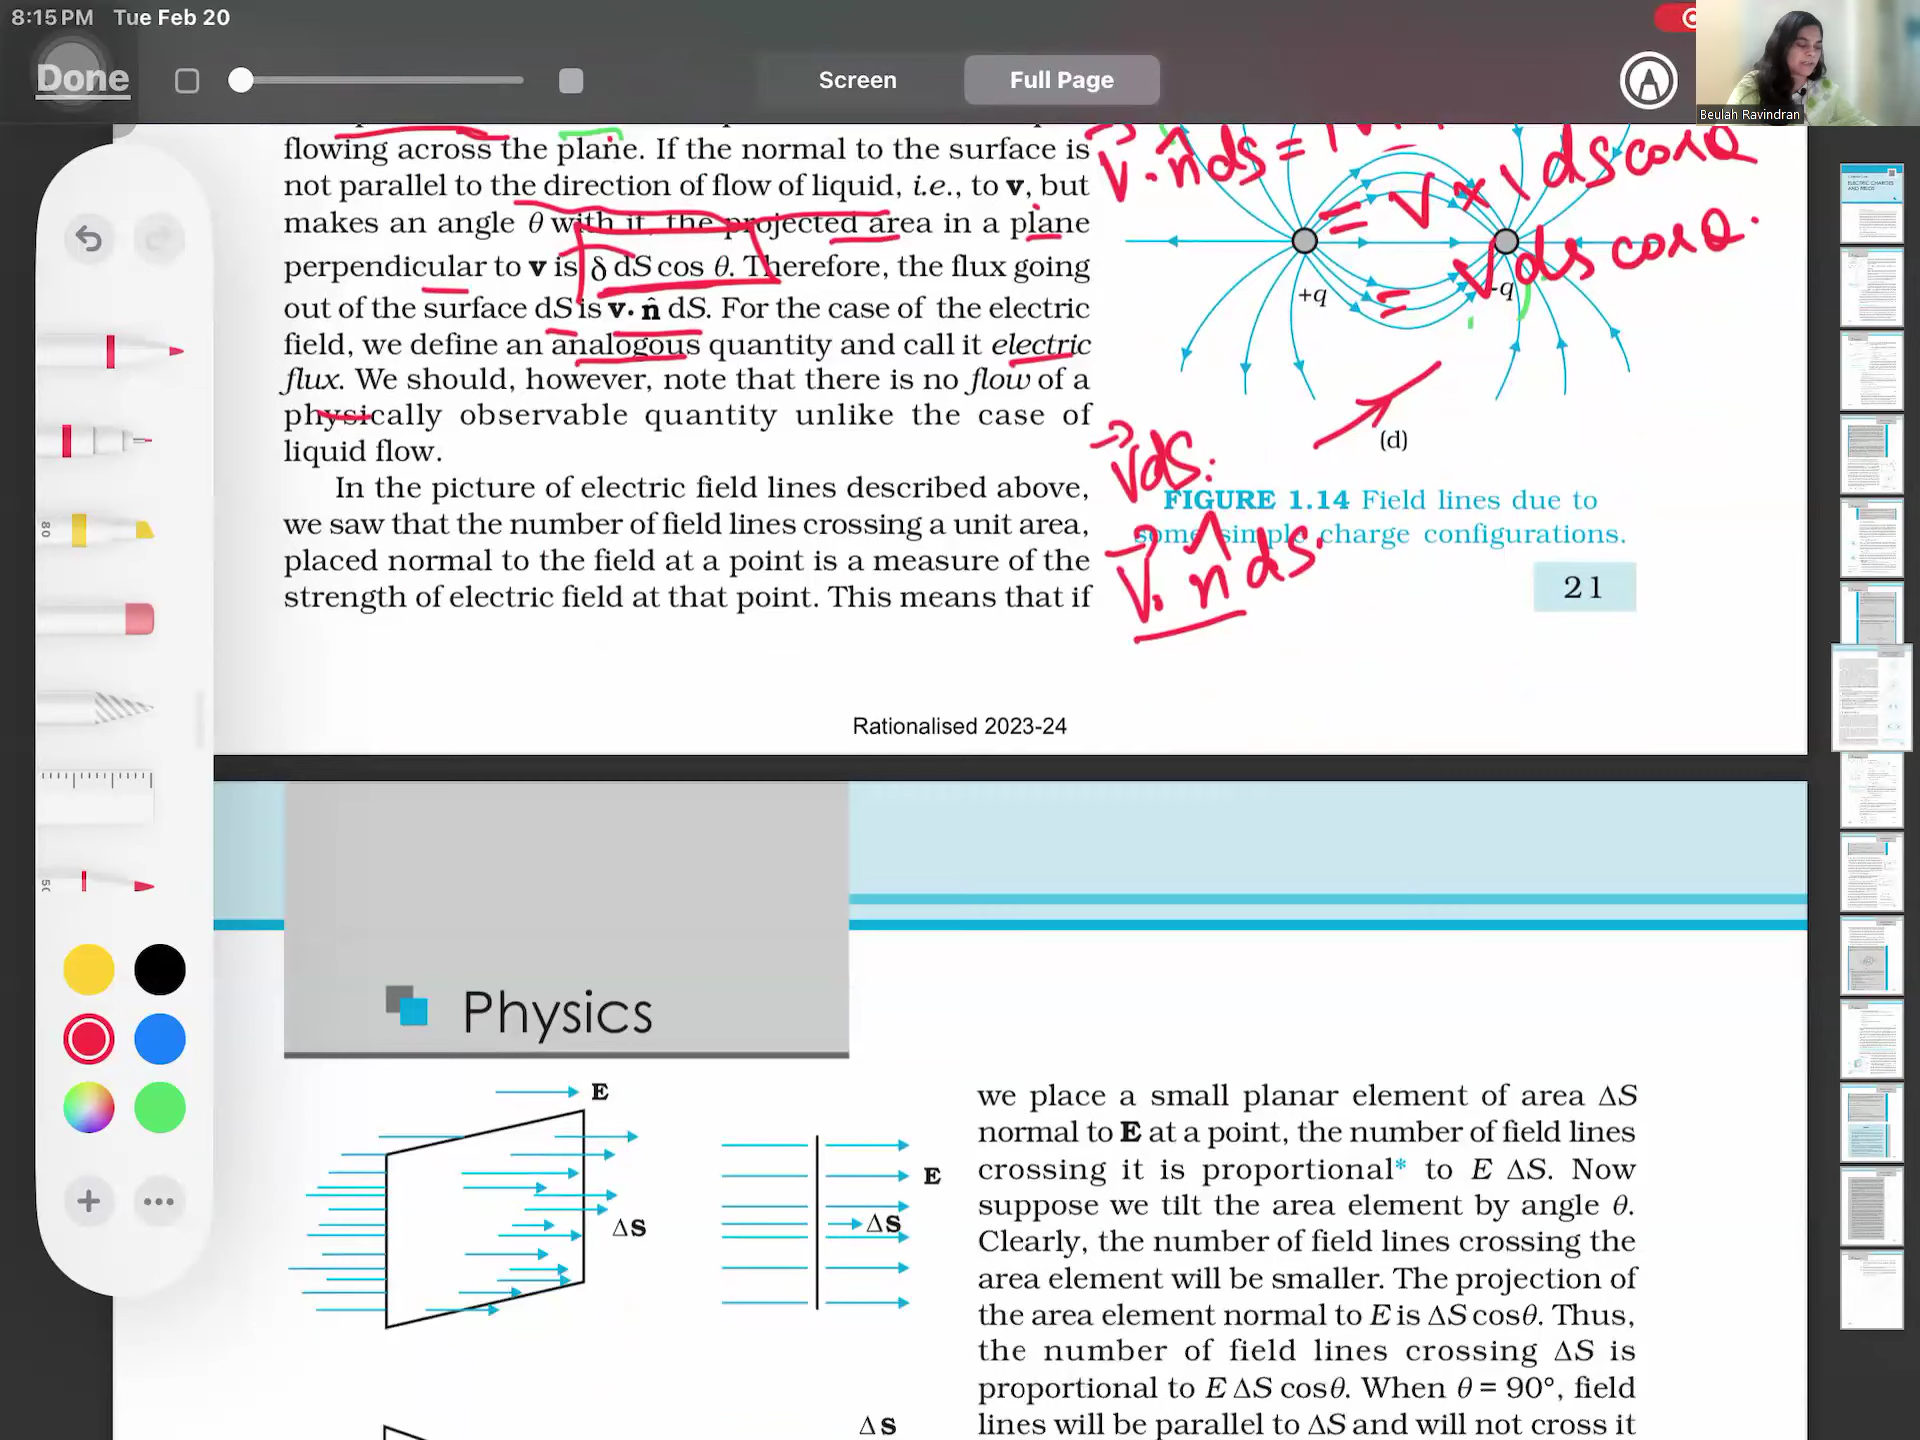 8:15 PM Tue Feb 20
Done
Screen
Full Page
Beulah Ravindran
flowing across the plane. If the normal to the surface is
not parallel to the direction of flow of liquid, i.e., to v, but
makes an angle θ with it, the projected area in a plane
perpendicular to v is δ dS cos θ. Therefore, the flux going
out of the surface dS is v. n̂ dS. For the case of the electric
field, we define an analogous quantity and call it electric
flux. We should, however, note that there is no flow of a
physically observable quantity unlike the case of
liquid flow.
In the picture of electric field lines described above,
we saw that the number of field lines crossing a unit area,
placed normal to the field at a point is a measure of the
strength of electric field at that point. This means that if
V⃗. n̂ ds =
= V × 1 ds cos θ
= V ds cos θ.
+q
-q
(d)
V⃗ ds.
FIGURE 1.14 Field lines due to
some simple charge configurations.
V⃗. n̂ ds.
21
Rationalised 2023-24
Physics
E
ΔS
E
ΔS
ΔS
we place a small planar element of area ΔS
normal to E at a point, the number of field lines
crossing it is proportional* to E ΔS. Now
suppose we tilt the area element by angle θ.
Clearly, the number of field lines crossing the
area element will be smaller. The projection of
the area element normal to E is ΔS cosθ. Thus,
the number of field lines crossing ΔS is
proportional to E ΔS cosθ. When θ = 90°, field
lines will be parallel to ΔS and will not cross it